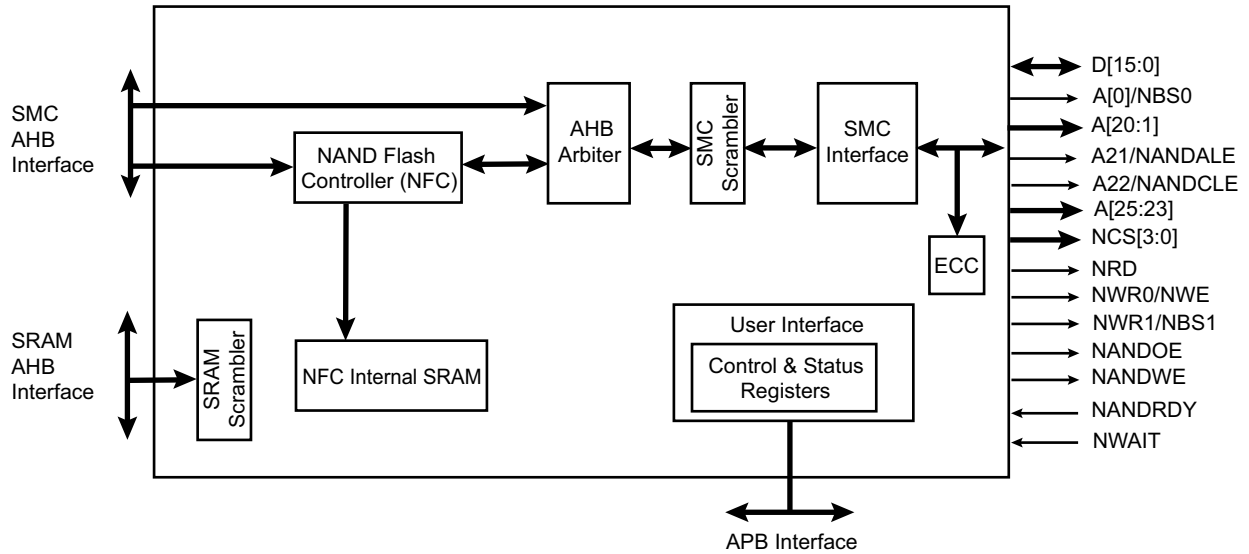 SMC
AHB
Interface
NAND Flash
Controller (NFC)
AHB
Arbiter
SMC
Scrambler
SMC
Interface
ECC
SRAM
AHB
Interface
SRAM
Scrambler
NFC Internal SRAM
User Interface
Control & Status
Registers
APB Interface
D[15:0]
A[0]/NBS0
A[20:1]
A21/NANDALE
A22/NANDCLE
A[25:23]
NCS[3:0]
NRD
NWR0/NWE
NWR1/NBS1
NANDOE
NANDWE
NANDRDY
NWAIT